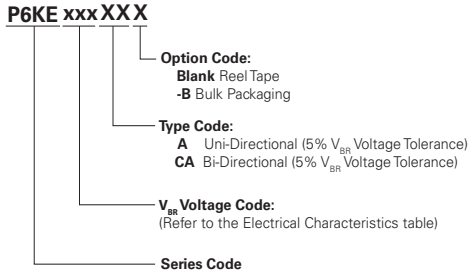 P6KE xxx XX X
Option Code:
Blank Reel Tape
-B Bulk Packaging
Type Code:
A Uni-Directional (5% VBR Voltage Tolerance)
CA Bi-Directional (5% VBR Voltage Tolerance)
VBR Voltage Code:
(Refer to the Electrical Characteristics table)
Series Code